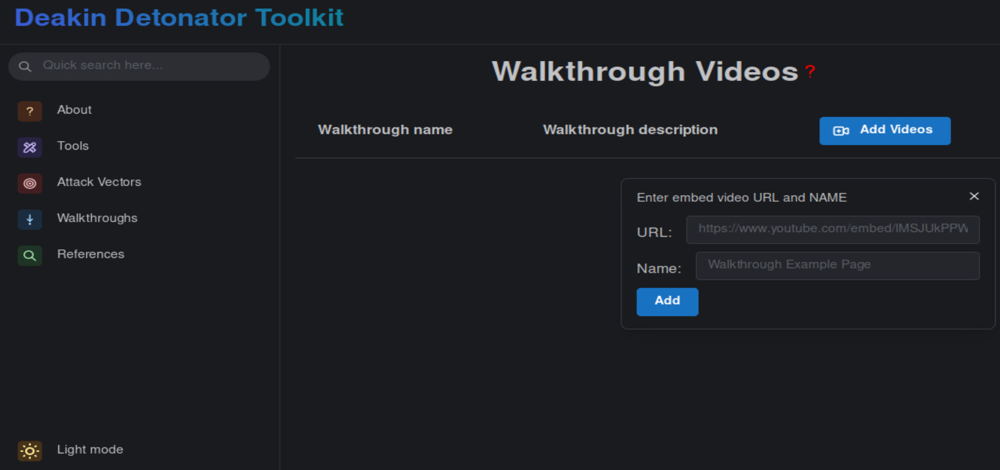 Deakin Detonator Toolkit
Quick search here...
About
Tools
Attack Vectors
Walkthroughs
References
Light mode
Walkthrough Videos ?
Walkthrough name
Walkthrough description
Add Videos
Enter embed video URL and NAME
URL: https://www.youtube.com/embed/lMSJUkPPW
Name: Walkthrough Example Page
Add